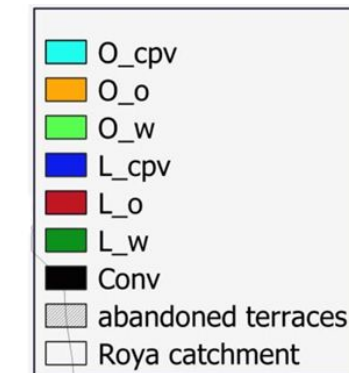 O_cpv
O_o
O_w
L_cpv
L_o
L_w
Conv
abandoned terraces
Roya catchment